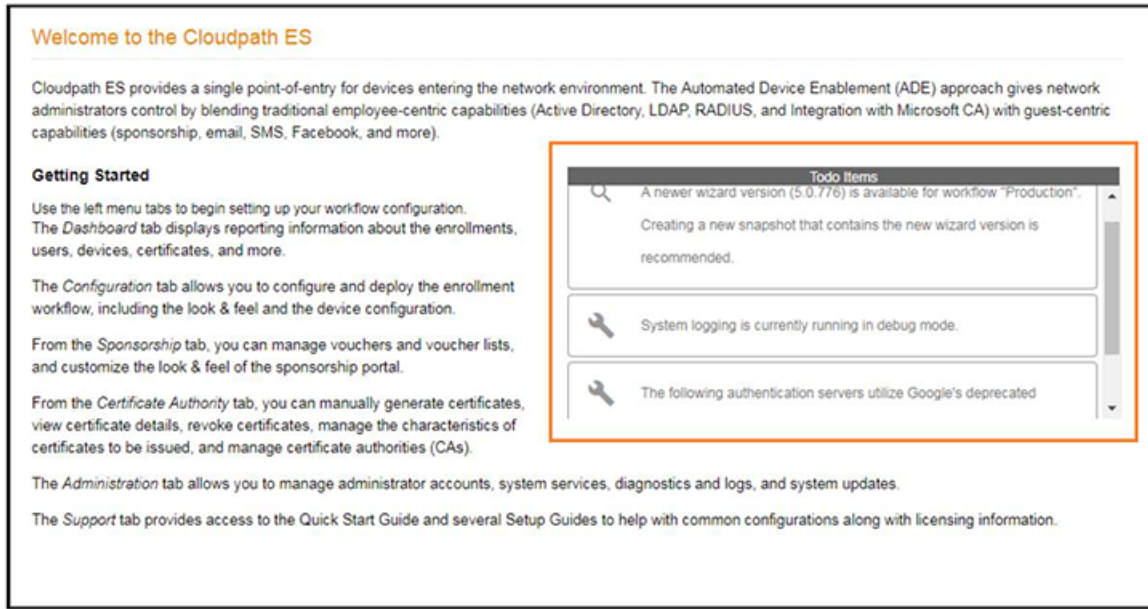 Welcome to the Cloudpath ES
Cloudpath ES provides a single point-of-entry for devices entering the network environment. The Automated Device Enablement (ADE) approach gives network
administrators control by blending traditional employee-centric capabilities (Active Directory, LDAP, RADIUS, and Integration with Microsoft CA) with guest-centric
capabilities (sponsorship, email, SMS, Facebook, and more).
Getting Started
Use the left menu tabs to begin setting up your workflow configuration.
The Dashboard tab displays reporting information about the enrollments,
users, devices, certificates, and more.
The Configuration tab allows you to configure and deploy the enrollment
workflow, including the look & feel and the device configuration.
From the Sponsorship tab, you can manage vouchers and voucher lists,
and customize the look & feel of the sponsorship portal.
From the Certificate Authority tab, you can manually generate certificates,
view certificate details, revoke certificates, manage the characteristics of
certificates to be issued, and manage certificate authorities (CAs).
Todo Items
A newer wizard version (5.0.776) is available for workflow "Production".
Creating a new snapshot that contains the new wizard version is
recommended.
System logging is currently running in debug mode.
The following authentication servers utilize Google's deprecated
The Administration tab allows you to manage administrator accounts, system services, diagnostics and logs, and system updates.
The Support tab provides access to the Quick Start Guide and several Setup Guides to help with common configurations along with licensing information.